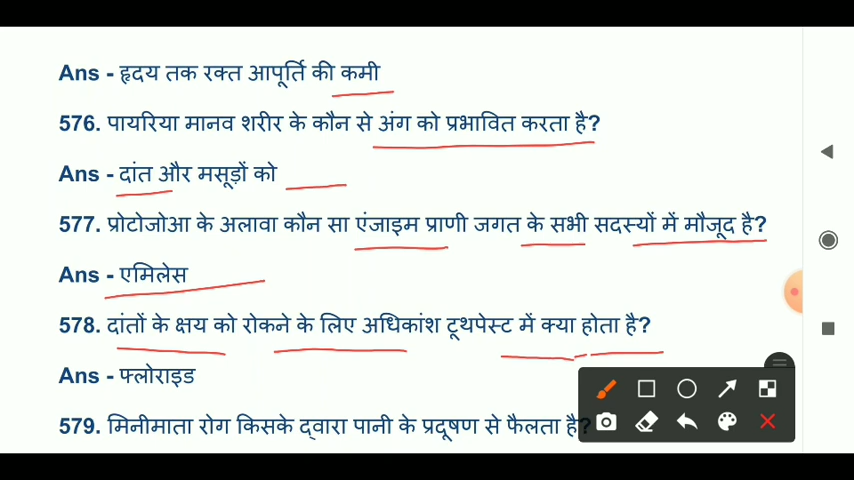 Ans - हृदय तक रक्त आपूर्ति की कमी
576. पायरिया मानव शरीर के कौन से अंग को प्रभावित करता है?
Ans - दांत और मसूड़ों को
577. प्रोटोजोआ के अलावा कौन सा एंजाइम प्राणी जगत के सभी सदस्यों में मौजूद है?
Ans - एमिलेस
578. दांतों के क्षय को रोकने के लिए अधिकांश टूथपेस्ट में क्या होता है?
Ans - फ्लोराइड
579. मिनीमाता रोग किसके द्वारा पानी के प्रदूषण से फैलता है?